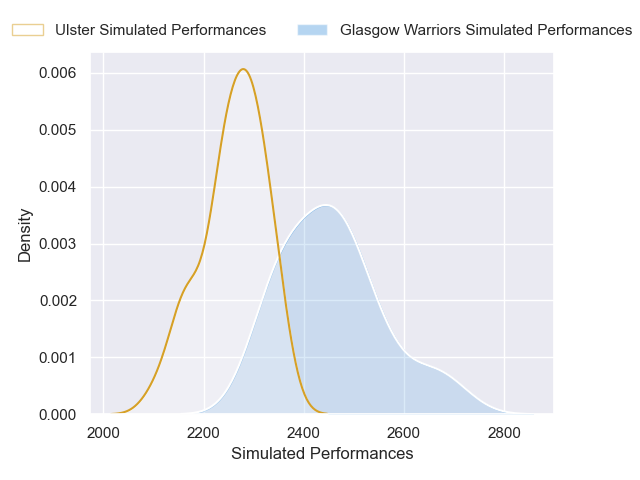 Ulster Simulated Performances
Glasgow Warriors Simulated Performances
0.006
0.005
0.004
0.003
0.002
0.001
0.000
Density
2000 2200 2400 2600 2800
Simulated Performances